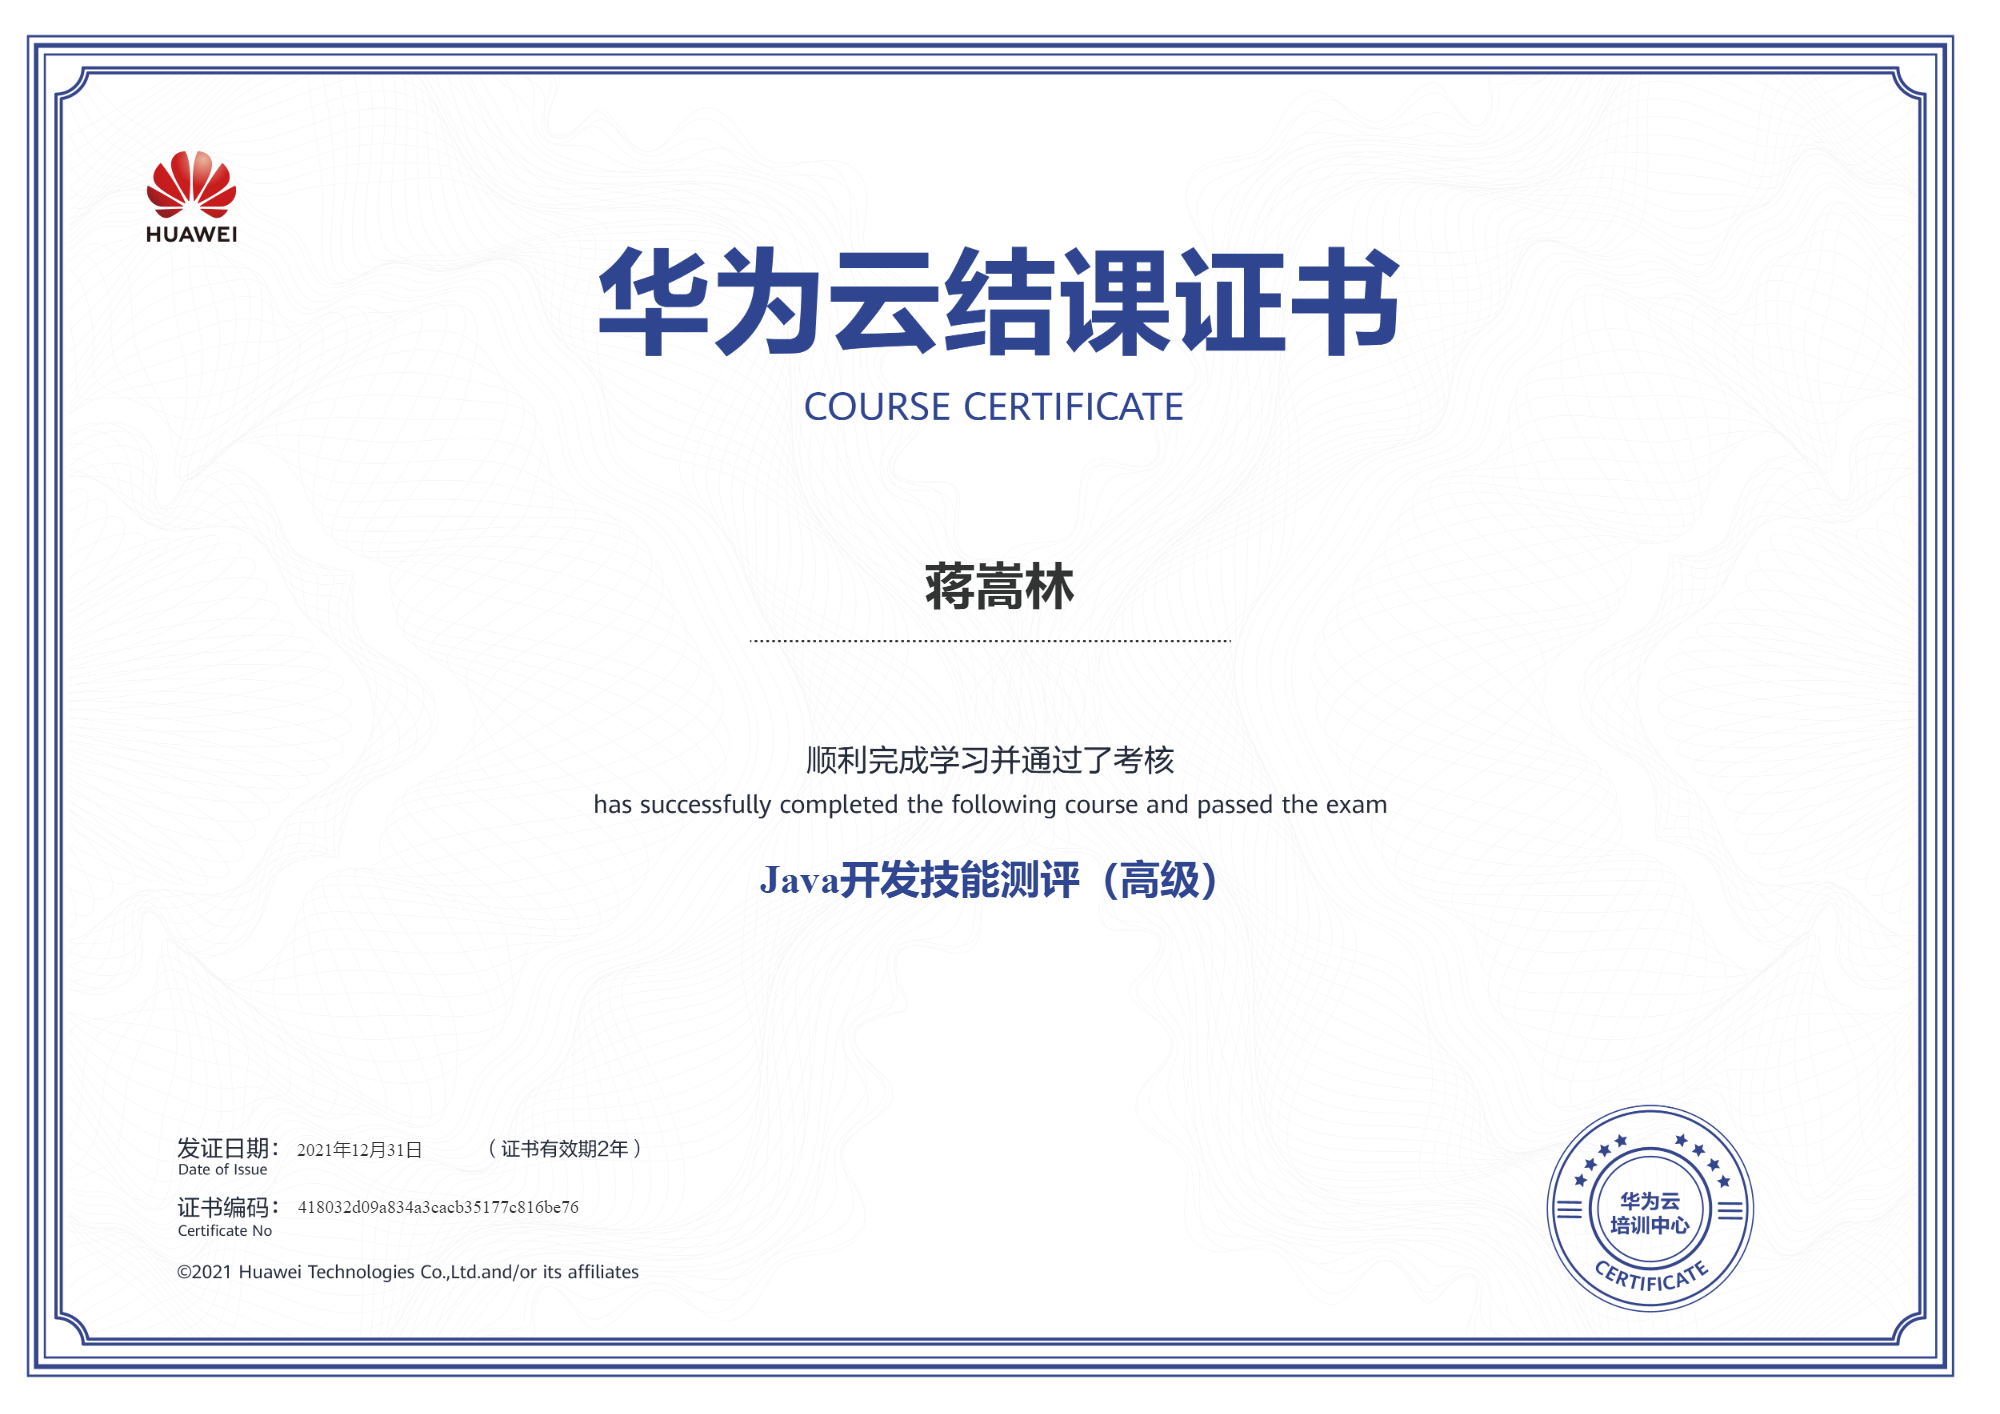 HUAWEI
华为云结课证书
COURSE CERTIFICATE
蒋嵩林
顺利完成学习并通过了考核
has successfully completed the following course and passed the exam
Java开发技能测评（高级）
发证日期： 2021年12月31日 （证书有效期2年）
Date of Issue
证书编码： 418032d09a834a3cacb35177c816be76
Certificate No
©2021 Huawei Technologies Co.,Ltd.and/or its affiliates
华为云
培训中心
CERTIFICATE